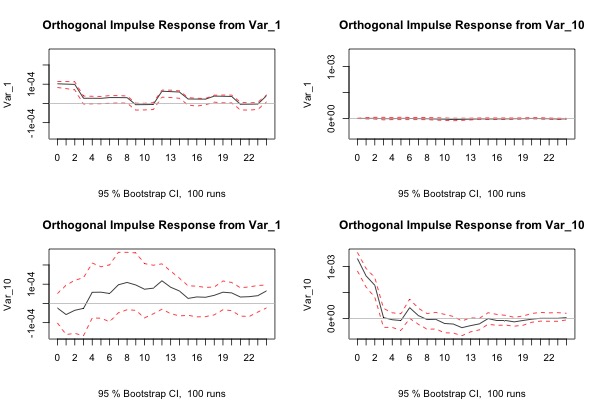 Orthogonal Impulse Response from Var_1
Var_1
-1e-04 1e-04
0 2 4 6 8 10 13 16 19 22
95 % Bootstrap CI, 100 runs
Orthogonal Impulse Response from Var_10
Var_1
0e+00 1e-03
0 2 4 6 8 10 13 16 19 22
95 % Bootstrap CI, 100 runs
Orthogonal Impulse Response from Var_1
Var_10
-1e-04 1e-04
0 2 4 6 8 10 13 16 19 22
95 % Bootstrap CI, 100 runs
Orthogonal Impulse Response from Var_10
Var_10
0e+00 1e-03
0 2 4 6 8 10 13 16 19 22
95 % Bootstrap CI, 100 runs